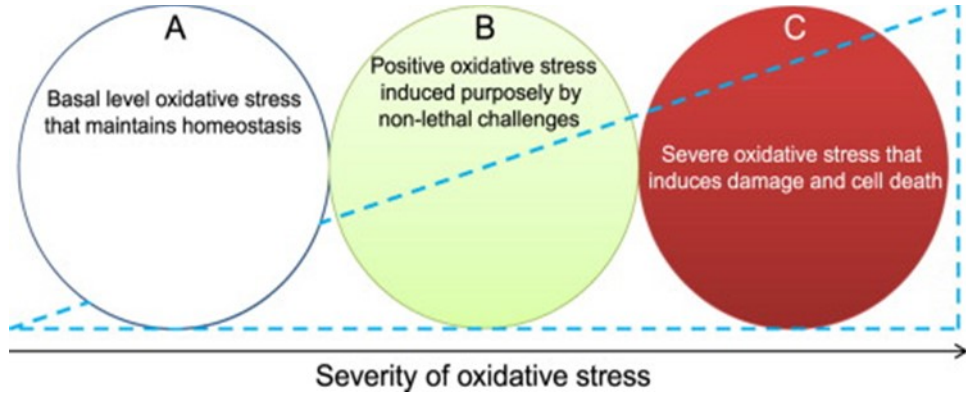 A
Basal level oxidative stress
that maintains homeostasis
B
Positive oxidative stress
induced purposely by
non-lethal challenges
C
Severe oxidative stress that
induces damage and cell death
Severity of oxidative stress